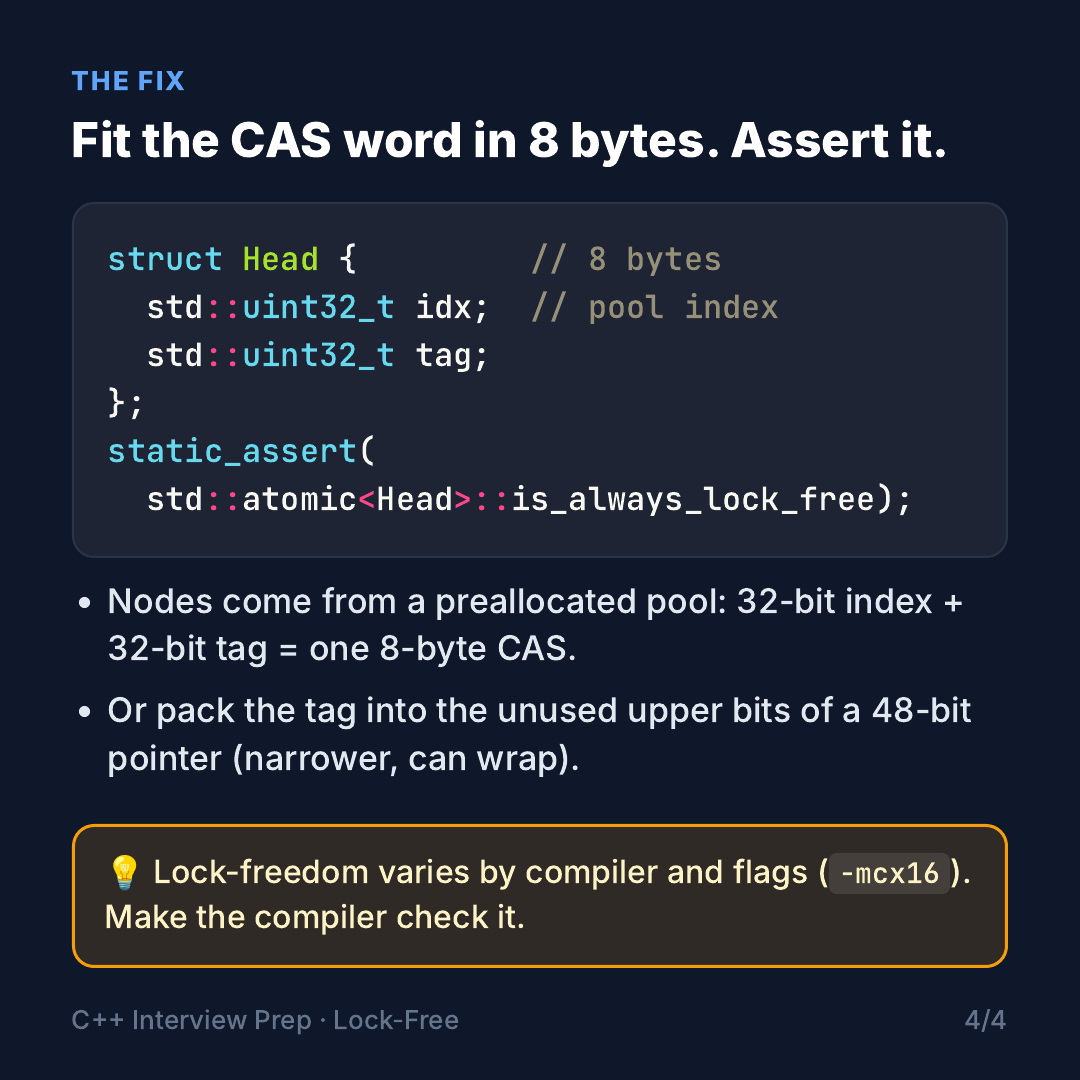 THE FIX
Fit the CAS word in 8 bytes. Assert it.
struct Head {         // 8 bytes
  std::uint32_t idx;  // pool index
  std::uint32_t tag;
};
static_assert(
  std::atomic<Head>::is_always_lock_free);
• Nodes come from a preallocated pool: 32-bit index +
32-bit tag = one 8-byte CAS.
• Or pack the tag into the unused upper bits of a 48-bit
pointer (narrower, can wrap).
💡 Lock-freedom varies by compiler and flags (-mcx16).
Make the compiler check it.
C++ Interview Prep · Lock-Free
4/4